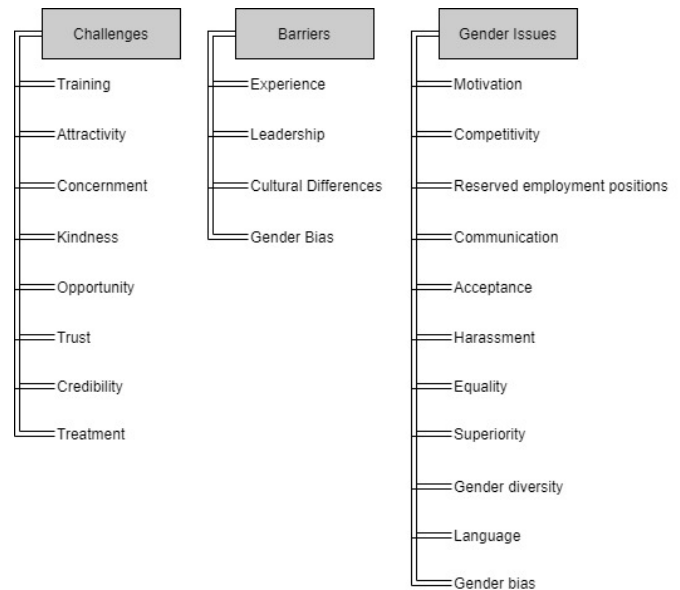 Challenges
Training
Attractivity
Concernment
Kindness
Opportunity
Trust
Credibility
Treatment
Barriers
Experience
Leadership
Cultural Differences
Gender Bias
Gender Issues
Motivation
Competitivity
Reserved employment positions
Communication
Acceptance
Harassment
Equality
Superiority
Gender diversity
Language
Gender bias